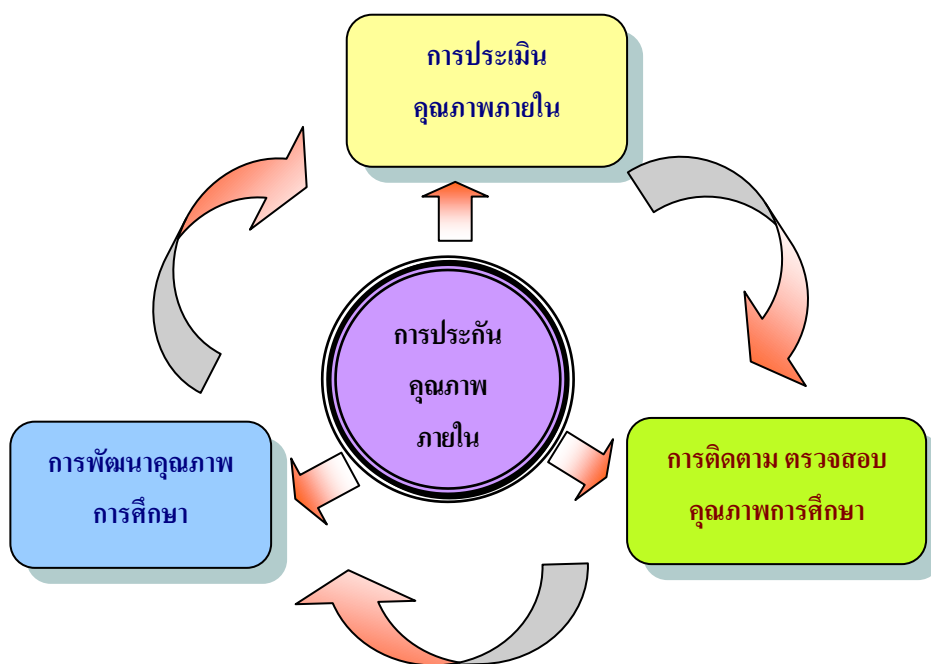 การประเมิน
คุณภาพภายใน
การประกัน
คุณภาพ
ภายใน
การพัฒนาคุณภาพ
การศึกษา
การติดตาม ตรวจสอบ
คุณภาพการศึกษา